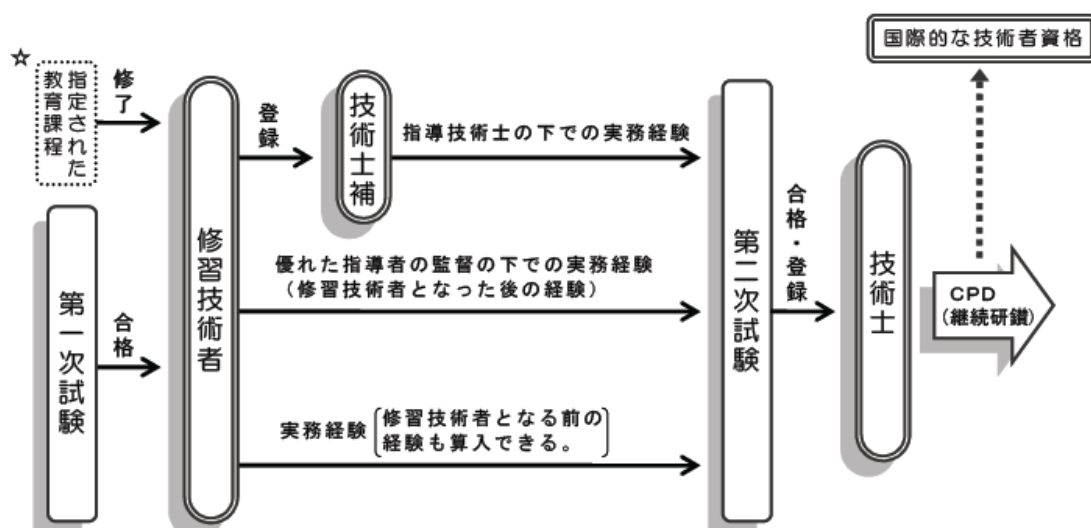 国際的な技術者資格
☆
指定された
教育課程
修了
第一次試験
合格
修習技術者
登録
技術士補
指導技術士の下での実務経験
優れた指導者の監督の下での実務経験
（修習技術者となった後の経験）
実務経験
修習技術者となる前の
経験も算入できる。
第二次試験
合格・登録
技術士
CPD
(継続研鑽)